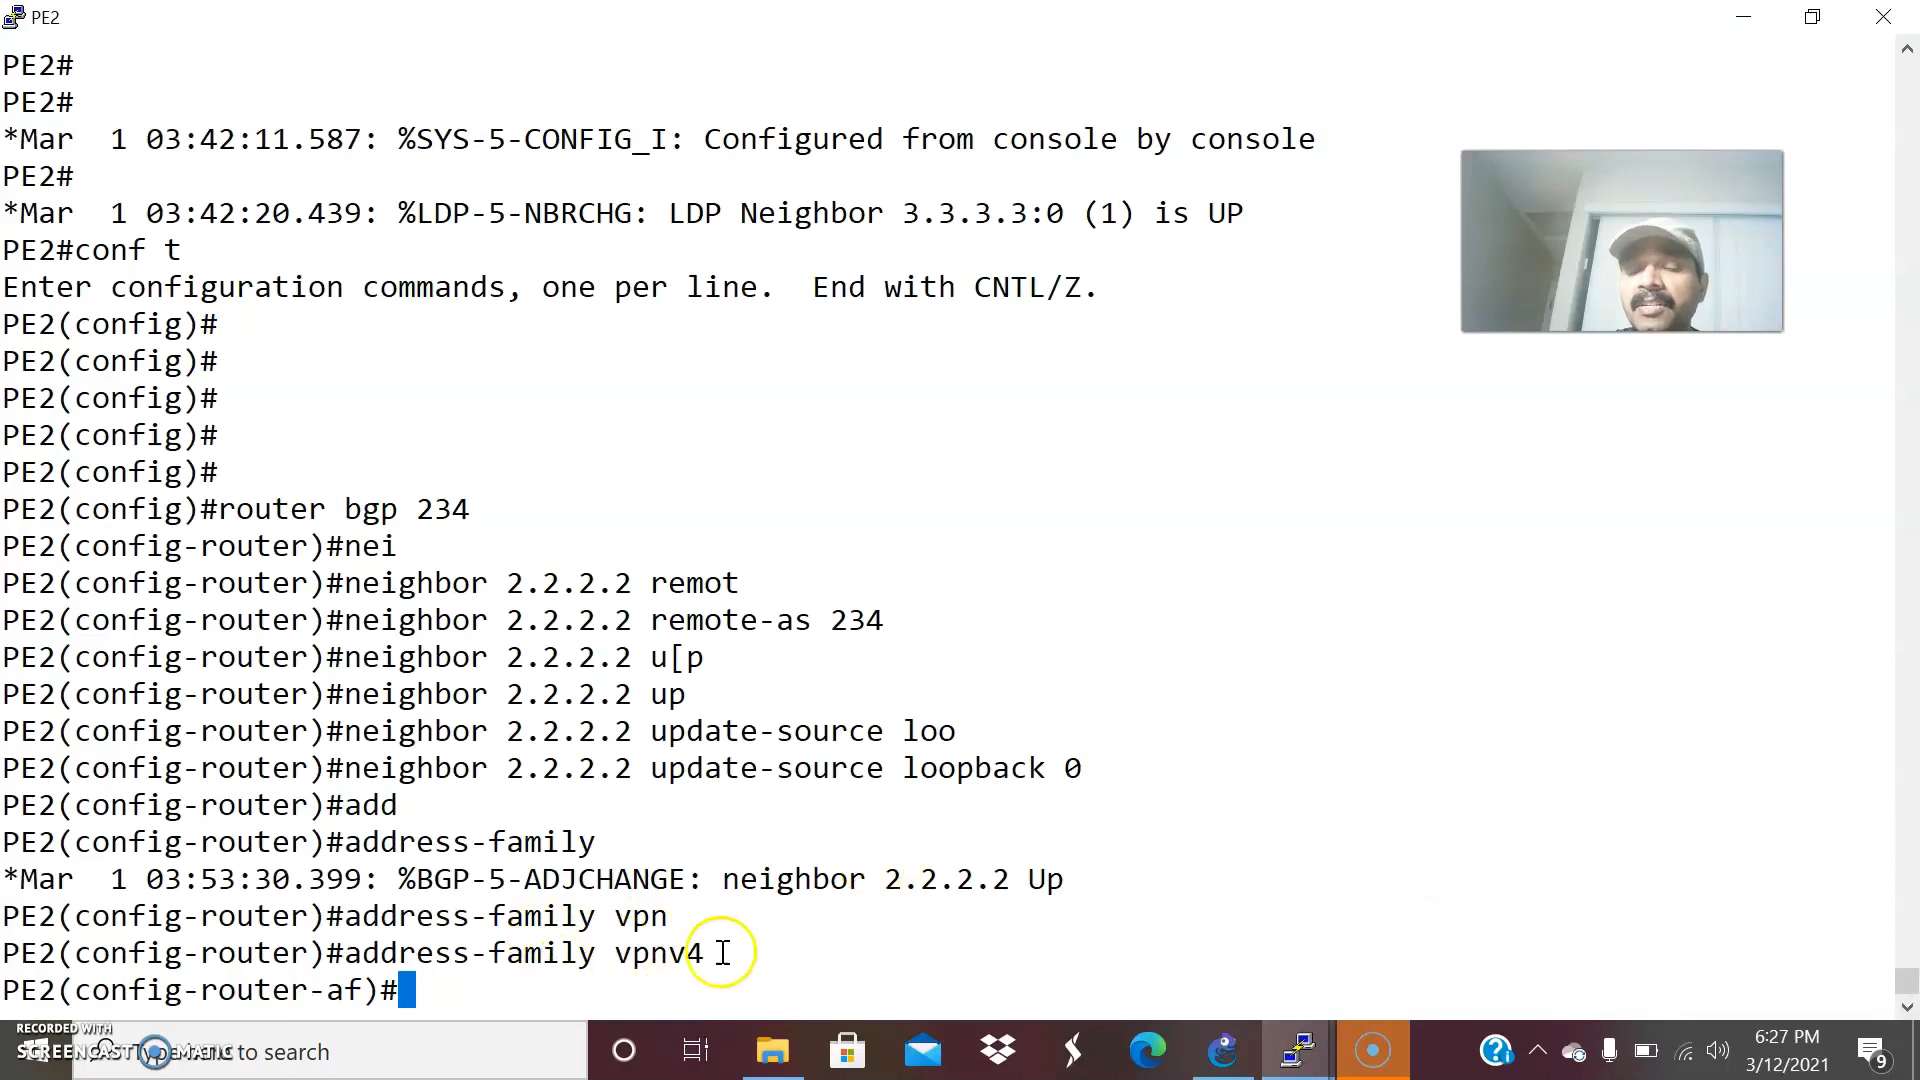 PE2
PE2#
PE2#
*Mar  1 03:42:11.587: %SYS-5-CONFIG_I: Configured from console by console
PE2#
*Mar  1 03:42:20.439: %LDP-5-NBRCHG: LDP Neighbor 3.3.3.3:0 (1) is UP
PE2#conf t
Enter configuration commands, one per line.  End with CNTL/Z.
PE2(config)#
PE2(config)#
PE2(config)#
PE2(config)#
PE2(config)#
PE2(config)#router bgp 234
PE2(config-router)#nei
PE2(config-router)#neighbor 2.2.2.2 remot
PE2(config-router)#neighbor 2.2.2.2 remote-as 234
PE2(config-router)#neighbor 2.2.2.2 u[p
PE2(config-router)#neighbor 2.2.2.2 up
PE2(config-router)#neighbor 2.2.2.2 update-source loo
PE2(config-router)#neighbor 2.2.2.2 update-source loopback 0
PE2(config-router)#add
PE2(config-router)#address-family
*Mar  1 03:53:30.399: %BGP-5-ADJCHANGE: neighbor 2.2.2.2 Up
PE2(config-router)#address-family vpn
PE2(config-router)#address-family vpnv4
PE2(config-router-af)#
RECORDED WITH
SCREENCAST MATIC
Type here to search
6:27 PM
3/12/2021
9